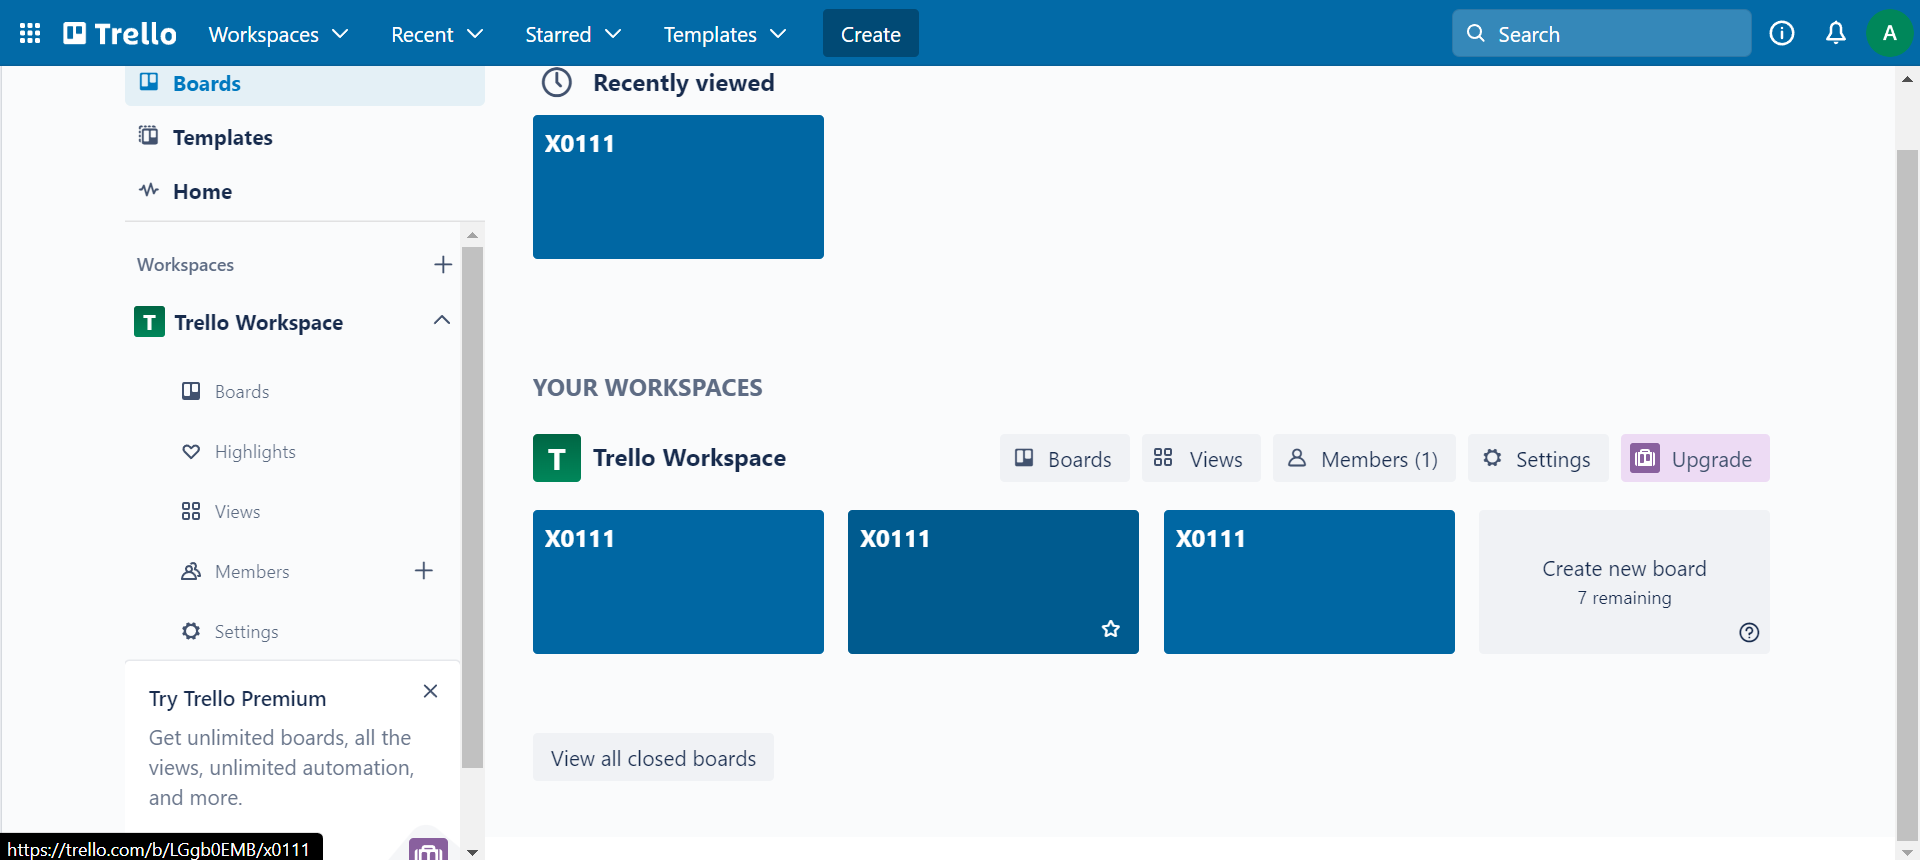 Trello
Workspaces
Recent
Starred
Templates
Create
Search
A
Boards
Templates
Home
Workspaces
T Trello Workspace
Boards
Highlights
Views
Members
Settings
Try Trello Premium
Get unlimited boards, all the
views, unlimited automation,
and more.
https://trello.com/b/LGgb0EMB/x0111
Recently viewed
X0111
YOUR WORKSPACES
T Trello Workspace
Boards
Views
Members (1)
Settings
Upgrade
X0111
X0111
X0111
Create new board
7 remaining
View all closed boards